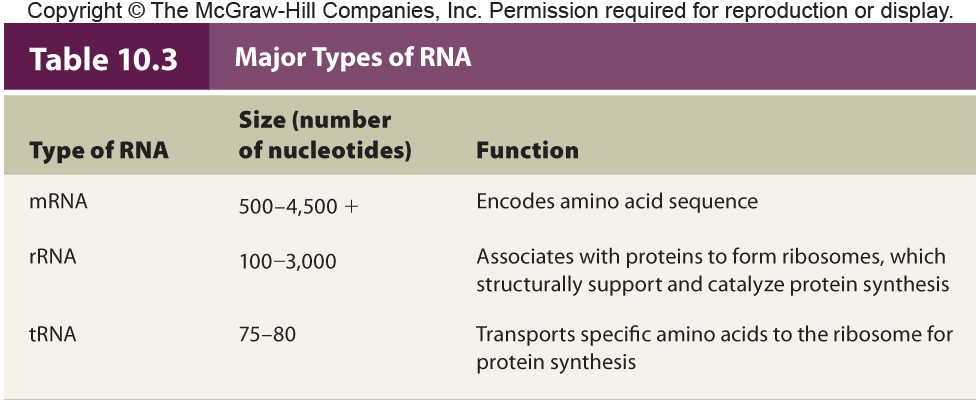 Copyright © The McGraw-Hill Companies, Inc. Permission required for reproduction or display.
Table 10.3 Major Types of RNA
Size (number
Type of RNA of nucleotides) Function
mRNA 500–4,500 + Encodes amino acid sequence
rRNA 100–3,000 Associates with proteins to form ribosomes, which
structurally support and catalyze protein synthesis
tRNA 75–80 Transports specific amino acids to the ribosome for
protein synthesis